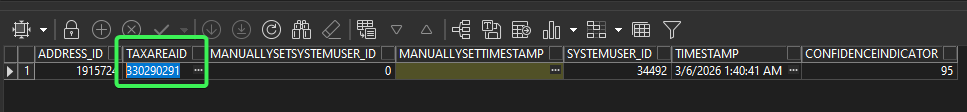 ADDRESS_ID TAXAREAID MANUALLYSETSYSTEMUSER_ID MANUALLYSETTIMESTAMP SYSTEMUSER_ID TIMESTAMP CONFIDENCEINDICATOR
1 1915724 330290291 ... 0 ... 34492 3/6/2026 1:40:41 AM ... 95